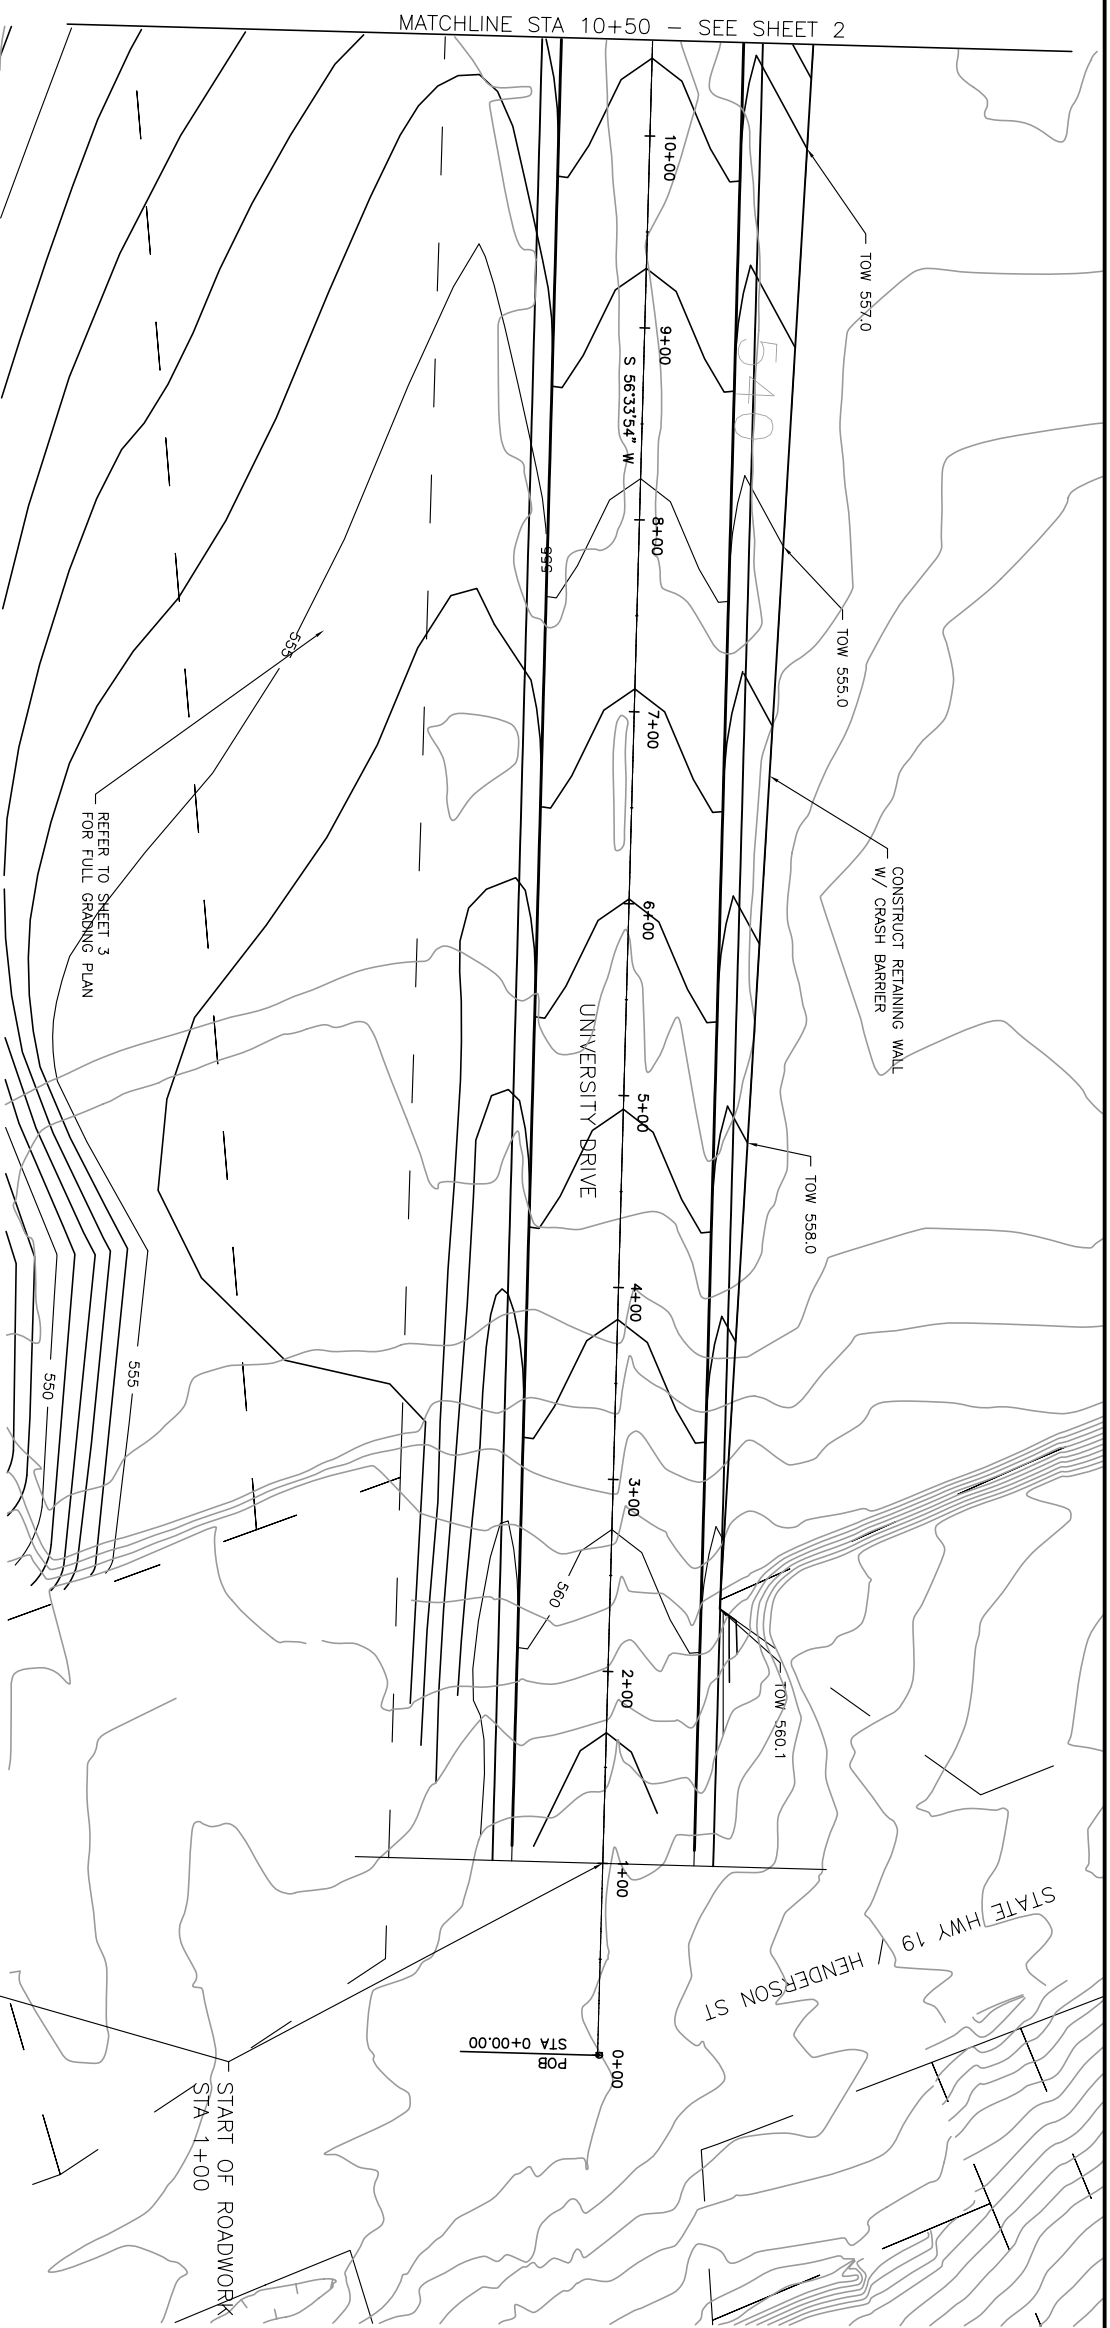 MATCHLINE STA 10+50 - SEE SHEET 2
10+00
TOW 557.0
9+00
S 56°33'54" W
540
8+00
555
TOW 555.0
7+00
REFER TO SHEET 3
FOR FULL GRADING PLAN
CONSTRUCT RETAINING WALL
W/ CRASH BARRIER
6+00
UNIVERSITY DRIVE
5+00
TOW 558.0
4+00
555
550
3+00
560
2+00
TOW 560.1
1+00
STATE HWY 19 / HENDERSON ST
POB
STA 0+00.00
0+00
START OF ROADWORK
STA 1+00